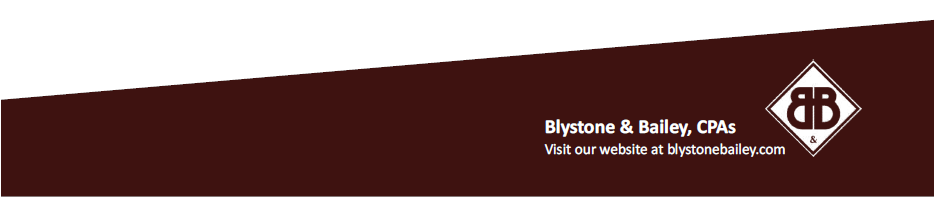 Blystone & Bailey, CPAs
Visit our website at blystonebailey.com
BB
&